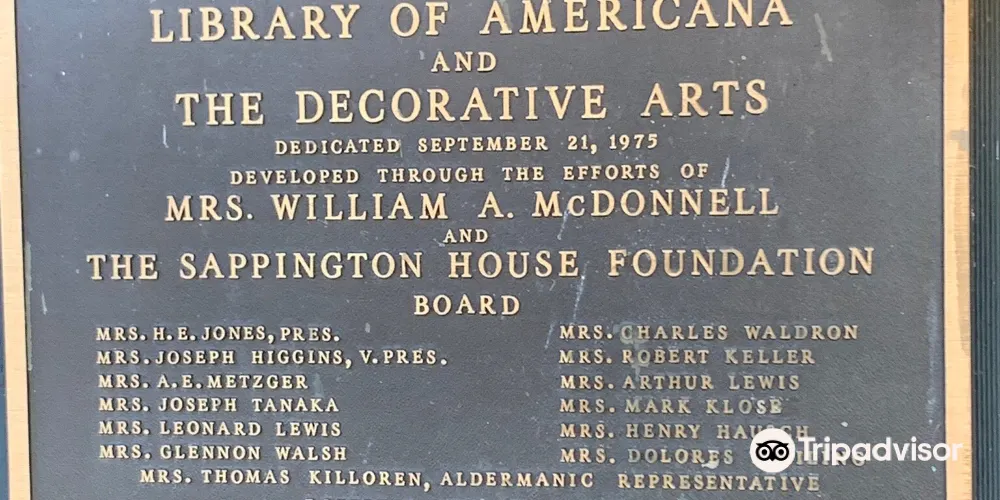 LIBRARY OF AMERICANA
AND
THE DECORATIVE ARTS
DEDICATED SEPTEMBER 21, 1975
DEVELOPED THROUGH THE EFFORTS OF
MRS. WILLIAM A. McDONNELL
AND
THE SAPPINGTON HOUSE FOUNDATION
BOARD
MRS. H. E. JONES, PRES.
MRS. JOSEPH HIGGINS, V. PRES.
MRS. A. E. METZGER
MRS. JOSEPH TANAKA
MRS. LEONARD LEWIS
MRS. GLENNON WALSH
MRS. CHARLES WALDRON
MRS. ROBERT KELLER
MRS. ARTHUR LEWIS
MRS. MARK KLOSE
MRS. HENRY HAUSCH
MRS. DOLORES
MRS. THOMAS KILLOREN, ALDERMANIC REPRESENTATIVE
Tripadvisor